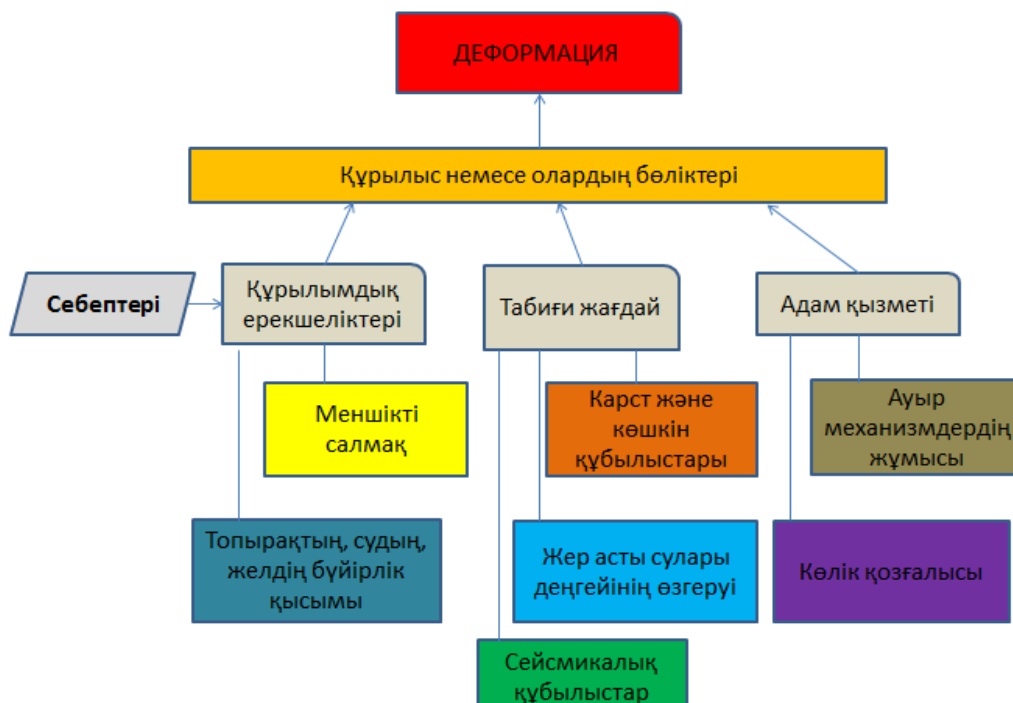 ДЕФОРМАЦИЯ
Құрылыс немесе олардың бөліктері
Себептері
Құрылымдық
ерекшеліктері
Табиғи жағдай
Адам қызметі
Меншікті
салмақ
Карст және
көшкін
құбылыстары
Ауыр
механизмдердің
жұмысы
Топырақтың, судың,
желдің бүйірлік
қысымы
Жер асты сулары
деңгейінің өзгеруі
Көлік қозғалысы
Сейсмикалық
құбылыстар